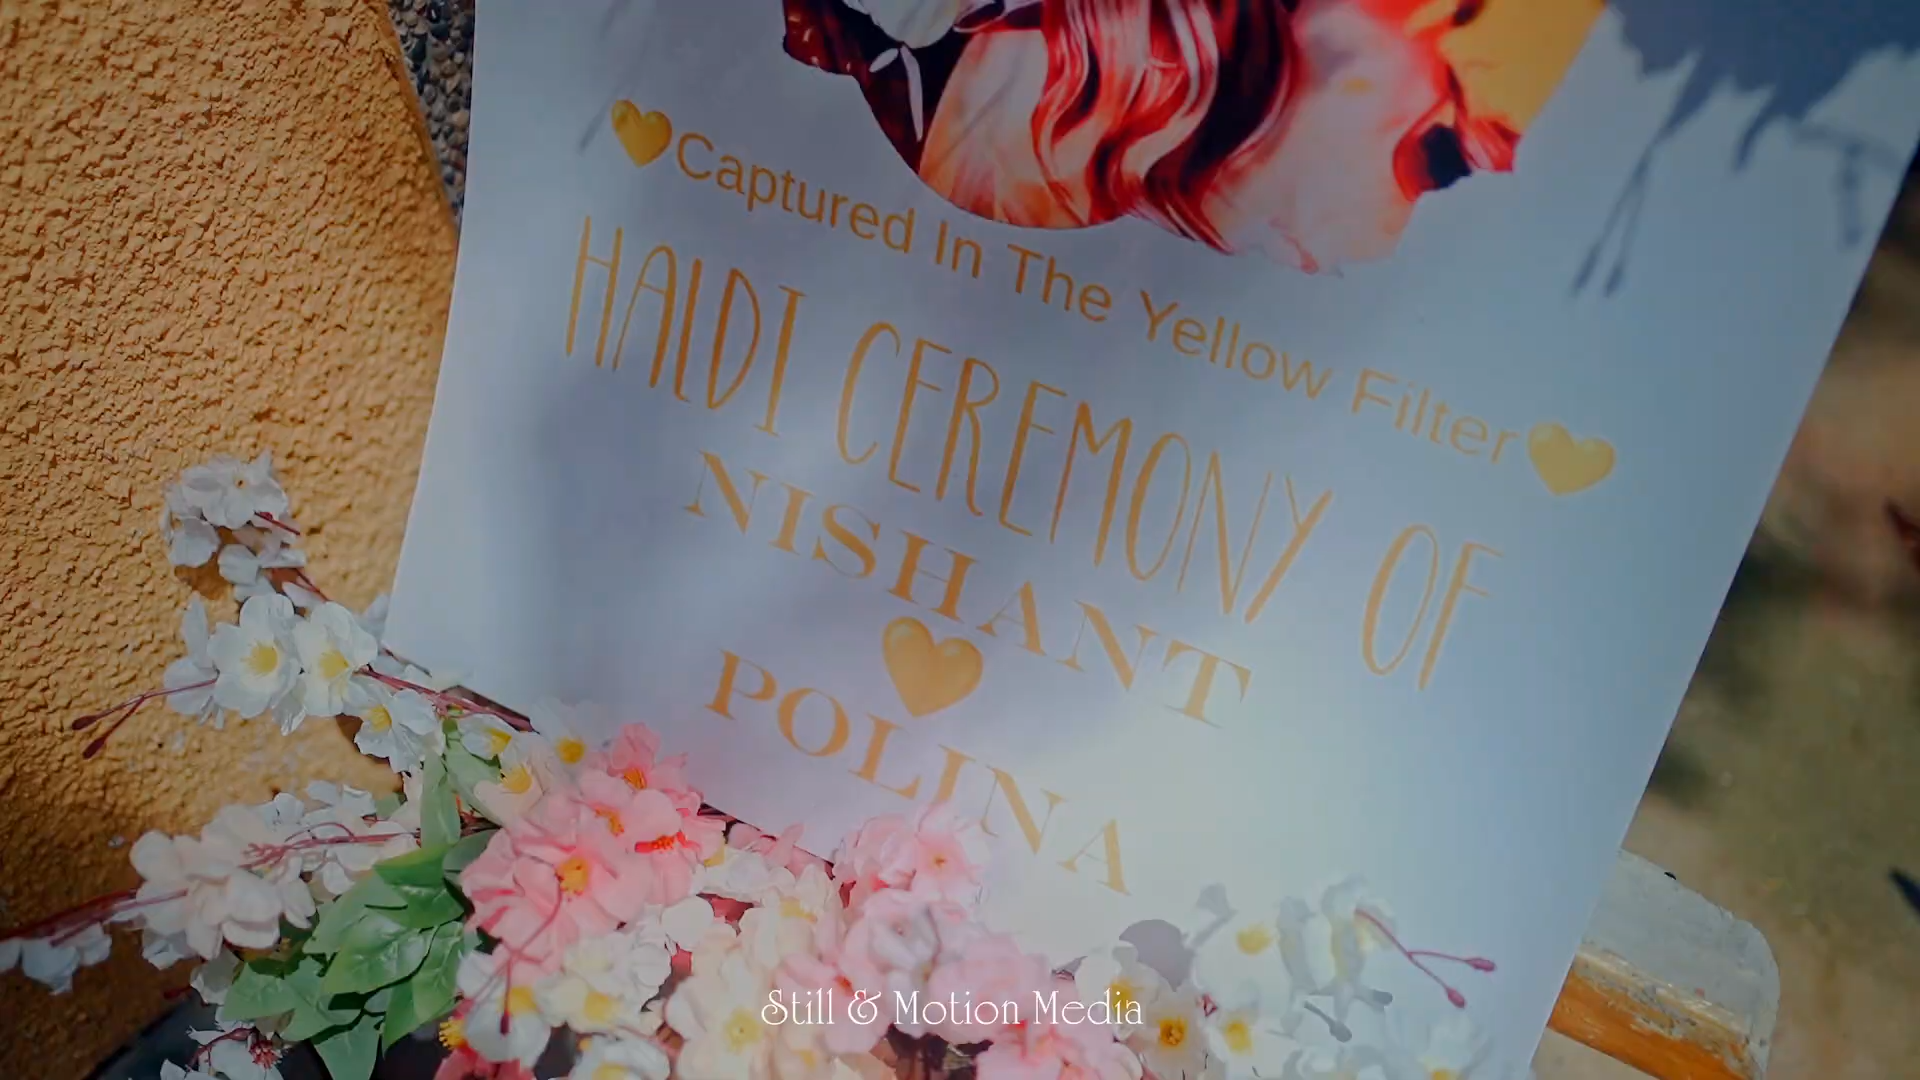 💛Captured In The Yellow Filter💛
HALDI CEREMONY OF
NISHANT
💛
POLINA
Still & Motion Media